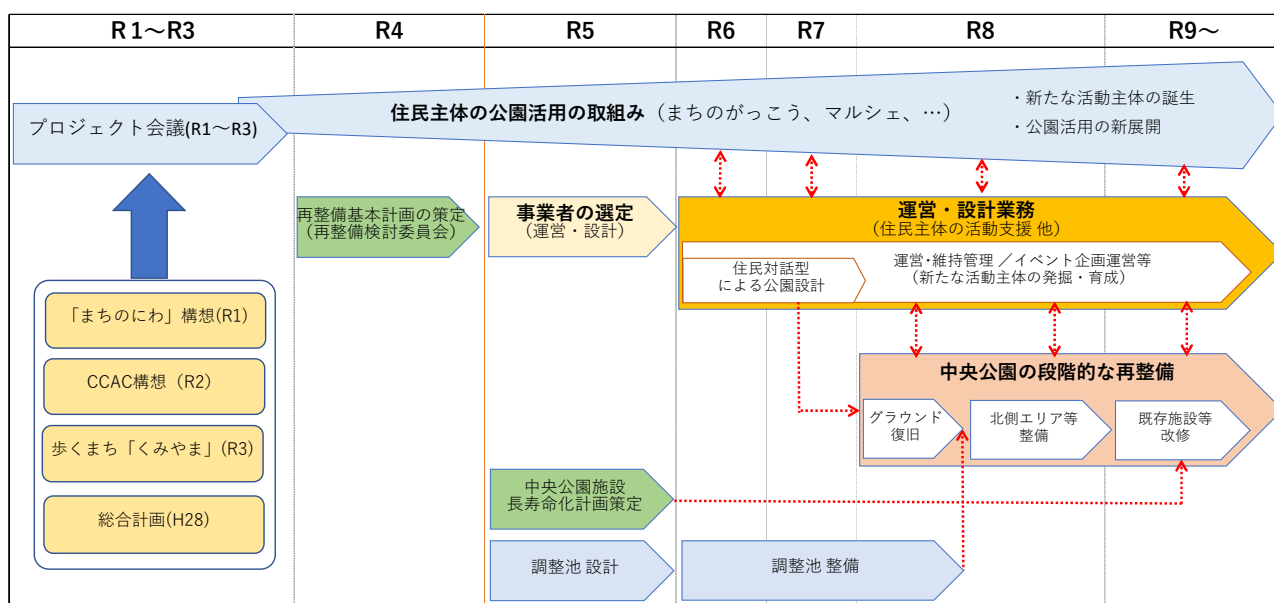 R1～R3
R4
R5
R6
R7
R8
R9～
プロジェクト会議(R1～R3)
住民主体の公園活用の取組み（まちのがっこう、マルシェ、…）
・新たな活動主体の誕生
・公園活用の新展開
再整備基本計画の策定
（再整備検討委員会）
事業者の選定
（運営・設計）
運営・設計業務
（住民主体の活動支援 他）
住民対話型
による公園設計
運営・維持管理 ／イベント企画運営等
（新たな活動主体の発掘・育成）
「まちのにわ」構想(R1)
CCAC構想（R2）
歩くまち「くみやま」(R3)
総合計画(H28)
中央公園の段階的な再整備
グラウンド
復旧
北側エリア等
整備
既存施設等
改修
中央公園施設
長寿命化計画策定
調整池 設計
調整池 整備